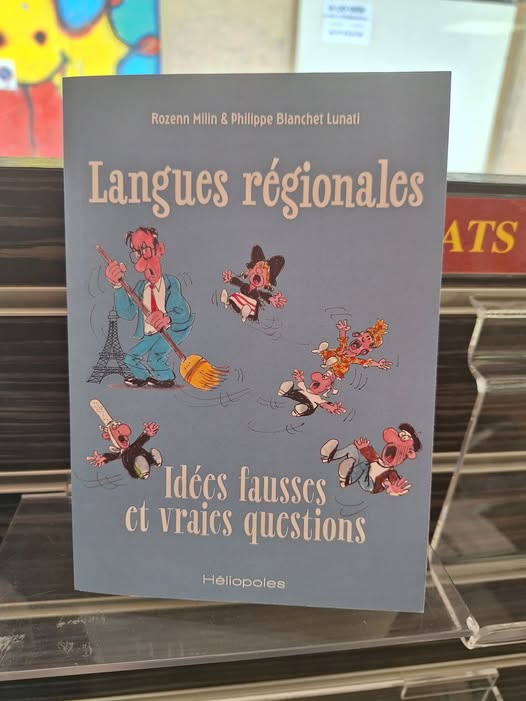 Rozenn Milin & Philippe Blanchet Lunati
Langues régionales
Idées fausses
et vraies questions
Héliopoles
ATS